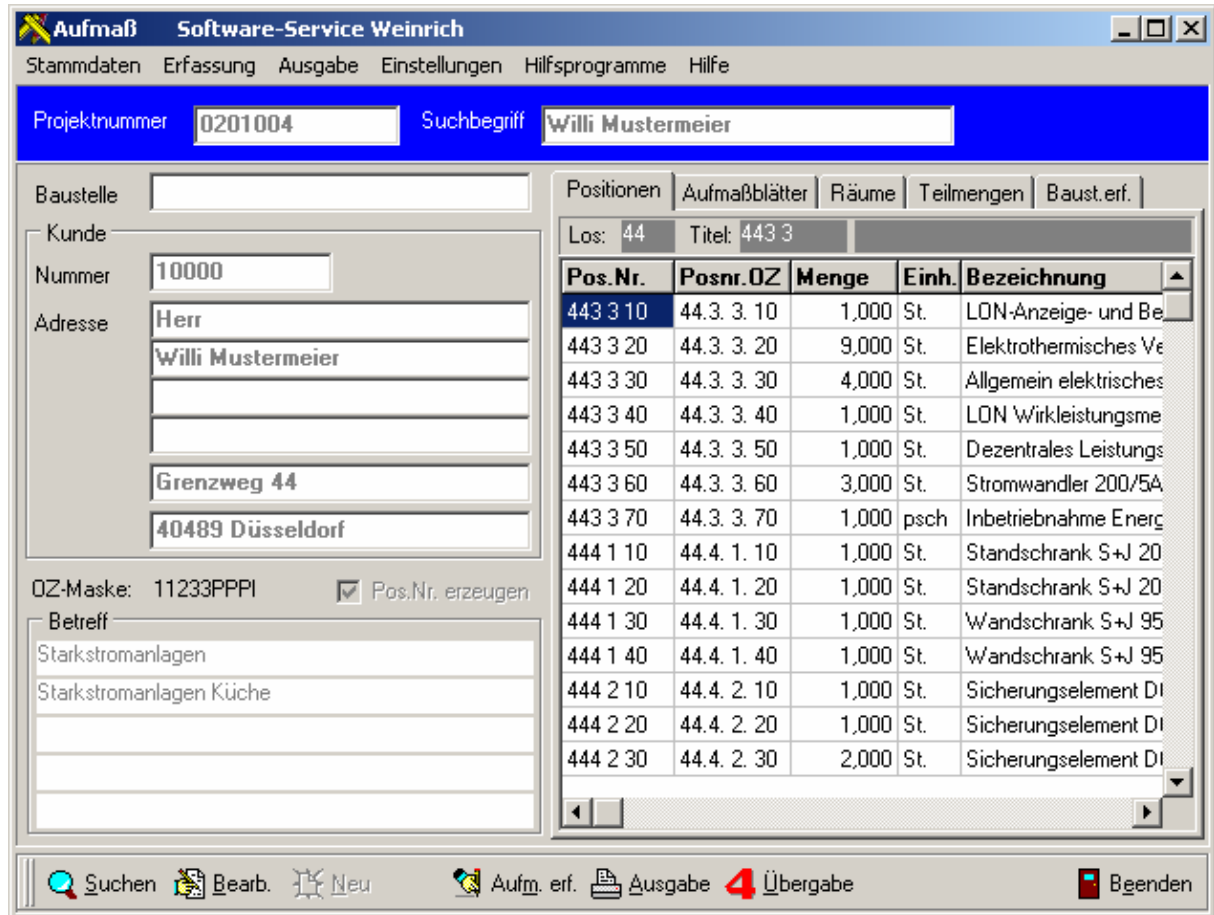 Aufmaß Software-Service Weinrich
Stammdaten Erfassung Ausgabe Einstellungen Hilfsprogramme Hilfe
Projektnummer 0201004 Suchbegriff Willi Mustermeier
Baustelle
Kunde
Nummer 10000
Adresse Herr
Willi Mustermeier
Grenzweg 44
40489 Düsseldorf
OZ-Maske: 11233PPPI Pos.Nr. erzeugen
Betreff
Starkstromanlagen
Starkstromanlagen Küche
Positionen Aufmaßblätter Räume Teilmengen Baust.erf.
Los: 44 Titel: 443 3
Pos.Nr. Posnr.OZ Menge Einh. Bezeichnung
443 3 10 44.3. 3. 10 1,000 St. LON-Anzeige- und Be
443 3 20 44.3. 3. 20 9,000 St. Elektrothermisches Ve
443 3 30 44.3. 3. 30 4,000 St. Allgemein elektrisches
443 3 40 44.3. 3. 40 1,000 St. LON Wirkleistungsme
443 3 50 44.3. 3. 50 1,000 St. Dezentrales Leistungs
443 3 60 44.3. 3. 60 3,000 St. Stromwandler 200/5A
443 3 70 44.3. 3. 70 1,000 psch Inbetriebnahme Energ
444 1 10 44.4. 1. 10 1,000 St. Standschrank S+J 20
444 1 20 44.4. 1. 20 1,000 St. Standschrank S+J 20
444 1 30 44.4. 1. 30 1,000 St. Wandschrank S+J 95
444 1 40 44.4. 1. 40 1,000 St. Wandschrank S+J 95
444 2 10 44.4. 2. 10 1,000 St. Sicherungselement D
444 2 20 44.4. 2. 20 1,000 St. Sicherungselement D
444 2 30 44.4. 2. 30 2,000 St. Sicherungselement D
Suchen Bearb. Neu Aufm. erf. Ausgabe 4 Übergabe Beenden